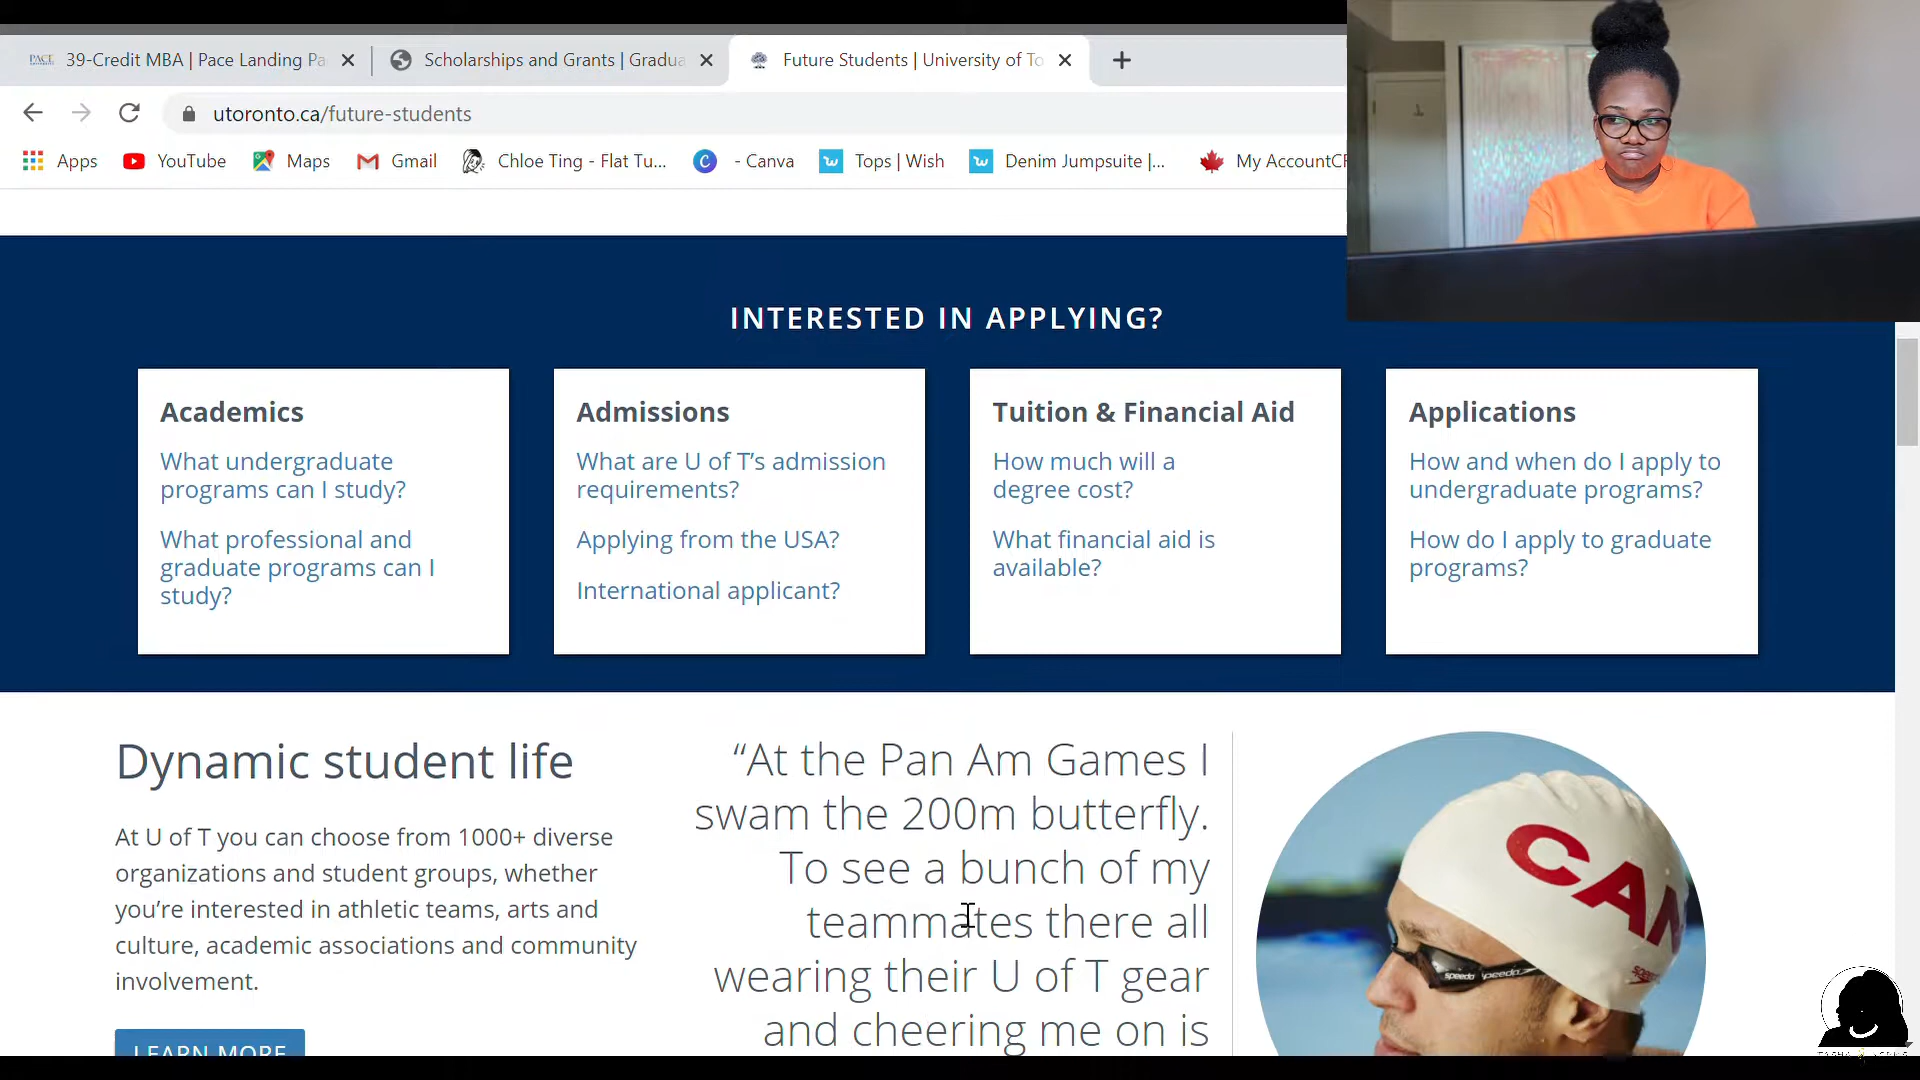 PACE
39-Credit MBA | Pace Landing Pa
Scholarships and Grants | Gradua
Future Students | University of To
utoronto.ca/future-students
Apps
YouTube
Maps
Gmail
Chloe Ting - Flat Tu...
C
- Canva
Tops | Wish
Denim Jumpsuite |...
My AccountCR
INTERESTED IN APPLYING?
Academics
What undergraduate
programs can I study?
What professional and
graduate programs can I
study?
Admissions
What are U of T’s admission
requirements?
Applying from the USA?
International applicant?
Tuition & Financial Aid
How much will a
degree cost?
What financial aid is
available?
Applications
How and when do I apply to
undergraduate programs?
How do I apply to graduate
programs?
Dynamic student life
At U of T you can choose from 1000+ diverse
organizations and student groups, whether
you’re interested in athletic teams, arts and
culture, academic associations and community
involvement.
LEARN MORE
“At the Pan Am Games I
swam the 200m butterfly.
To see a bunch of my
teammates there all
wearing their U of T gear
and cheering me on is
CAN
speedo
speedo